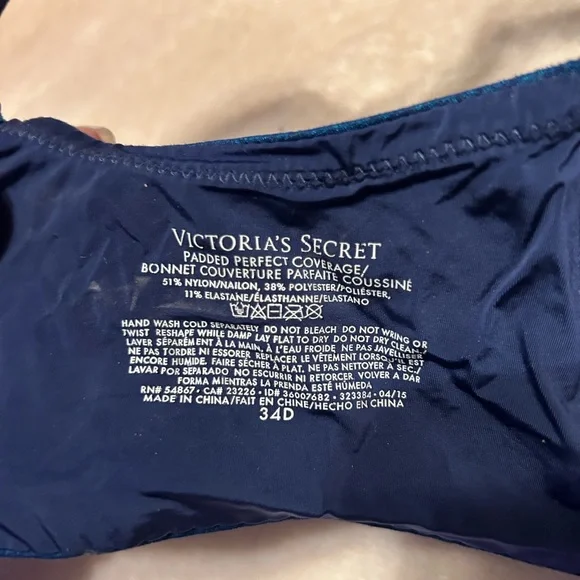 VICTORIA'S SECRET
PADDED PERFECT COVERAGE/
BONNET COUVERTURE PARFAITE COUSSINÉ
51% NYLON/NAILON, 38% POLYESTER/POLIÉSTER,
11% ELASTANE/ÉLASTHANNE/ELASTANO
HAND WASH COLD SEPARATELY DO NOT BLEACH DO NOT WRING OR
TWIST RESHAPE WHILE DAMP LAY FLAT TO DRY DO NOT DRY CLEAN/
LAVER SÉPARÉMENT À LA MAIN, À L'EAU FROIDE NE PAS JAVELLISER
NE PAS TORDRE NI ESSORER REPLACER LE VÊTEMENT LORSQU'IL EST
ENCORE HUMIDE. FAIRE SÉCHER À PLAT. NE PAS NETTOYER À SEC/
LAVAR POR SEPARADO NO ESCURRIR NI RETORCER VOLVER A DAR
FORMA MIENTRAS LA PRENDA ESTÉ HÚMEDA
RN# 54867 • CA# 23226 • ID# 36007682 • 323384 • 04/15
MADE IN CHINA/FAIT EN CHINE/HECHO EN CHINA
34D